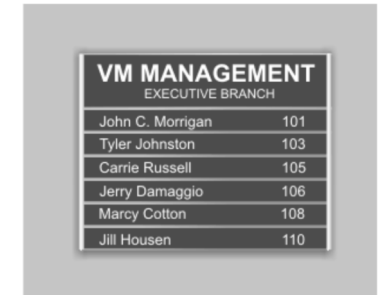 VM MANAGEMENT
EXECUTIVE BRANCH
John C. Morrigan 101
Tyler Johnston 103
Carrie Russell 105
Jerry Damaggio 106
Marcy Cotton 108
Jill Housen 110